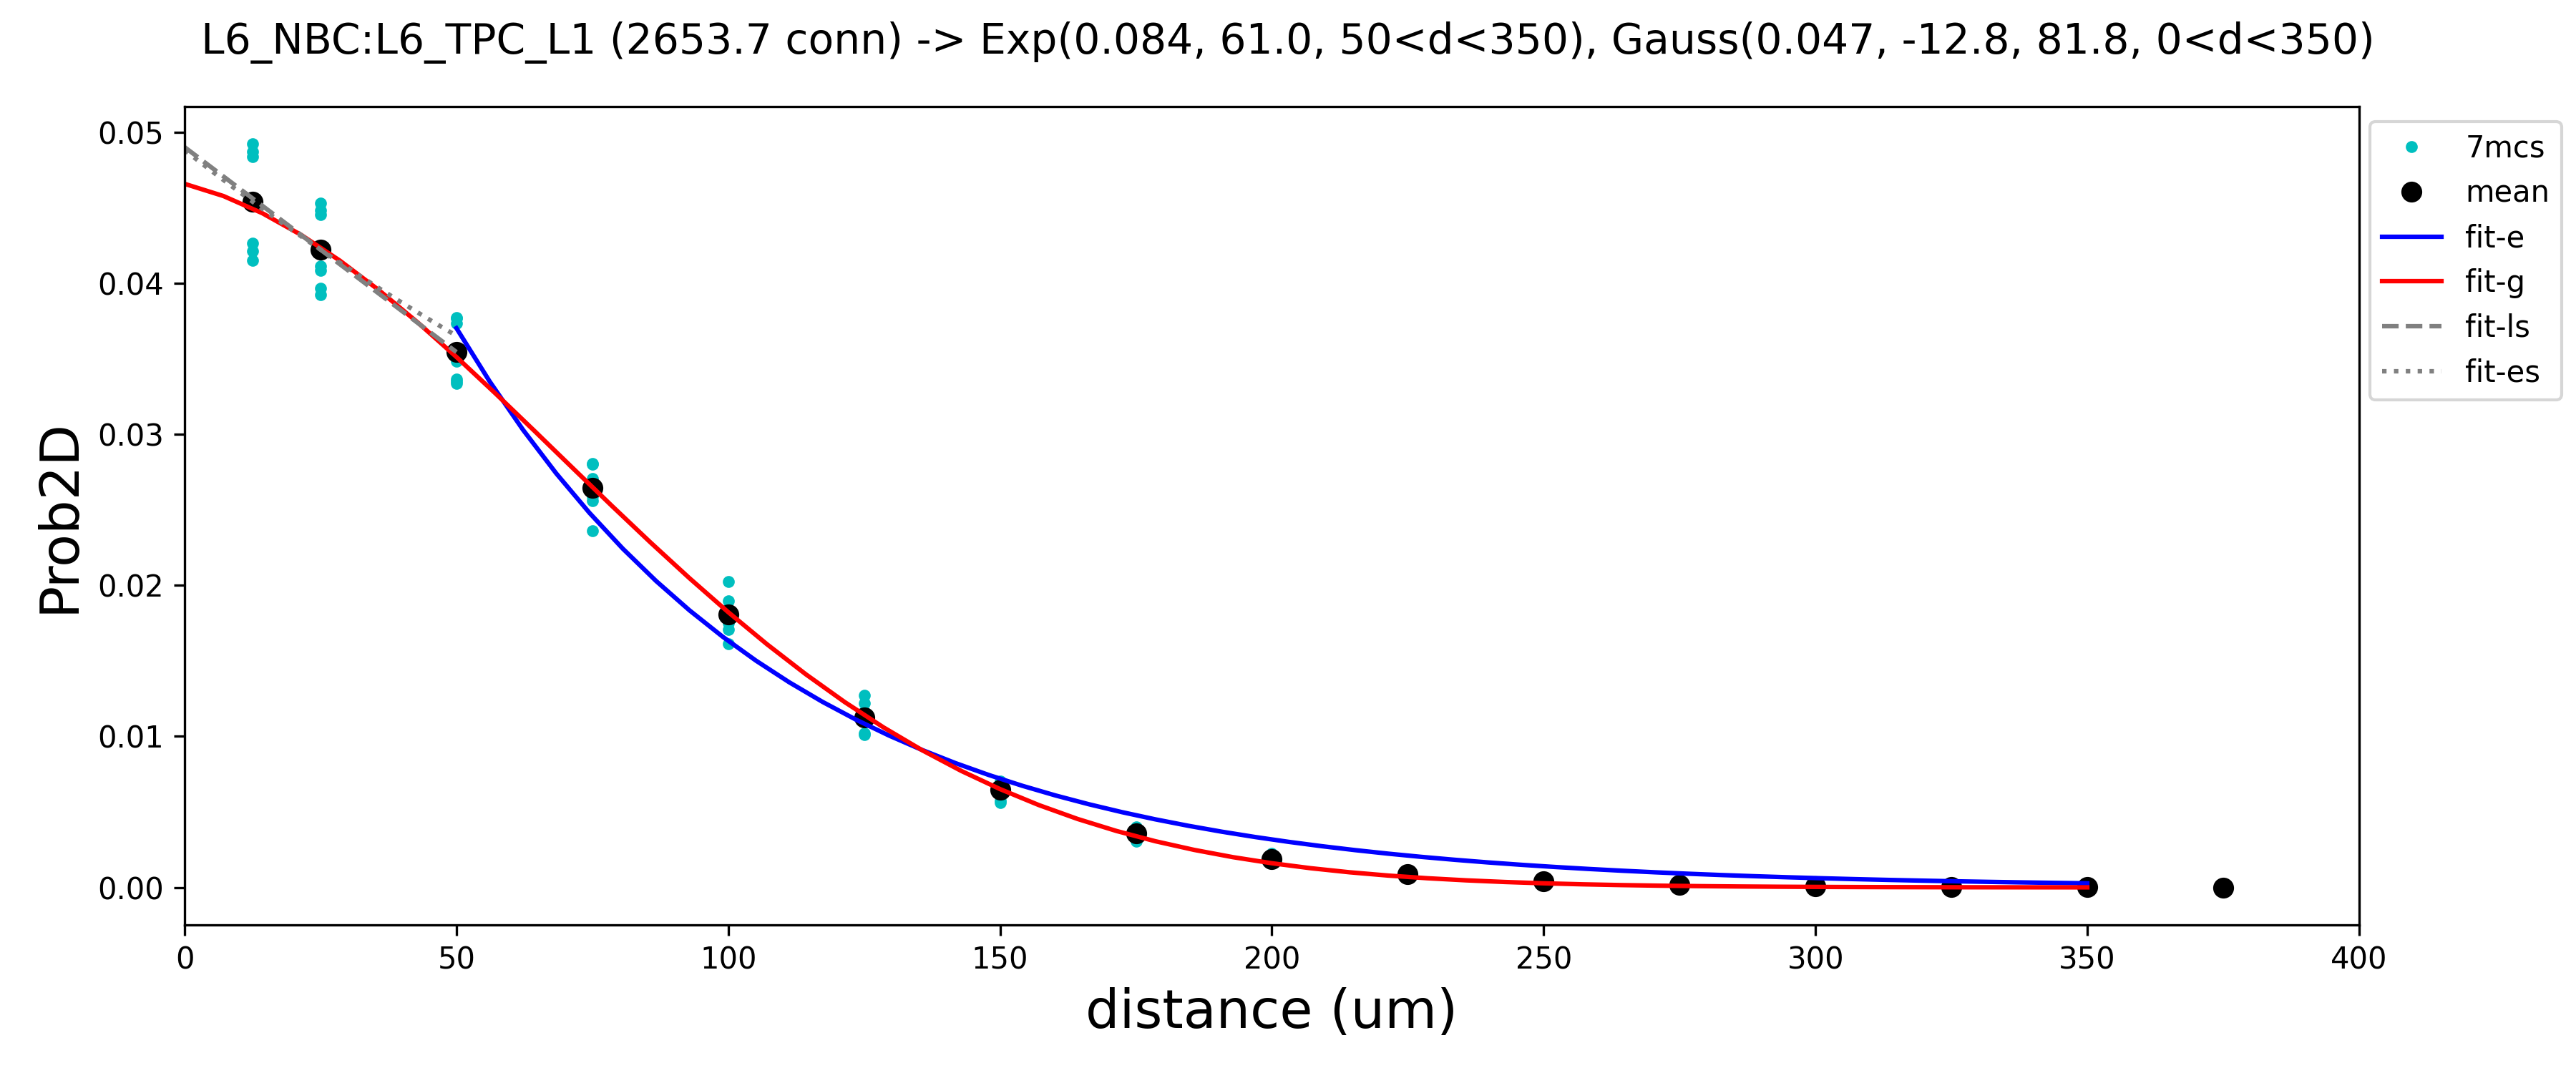 L6_NBC:L6_TPC_L1 (2653.7 conn) -> Exp(0.084, 61.0, 50<d<350), Gauss(0.047, -12.8, 81.8, 0<d<350)
0.05
0.04
0.03
0.02
0.01
0.00
Prob2D
0
50
100
150
200
250
300
350
400
distance (um)
7mcs
mean
fit-e
fit-g
fit-ls
fit-es